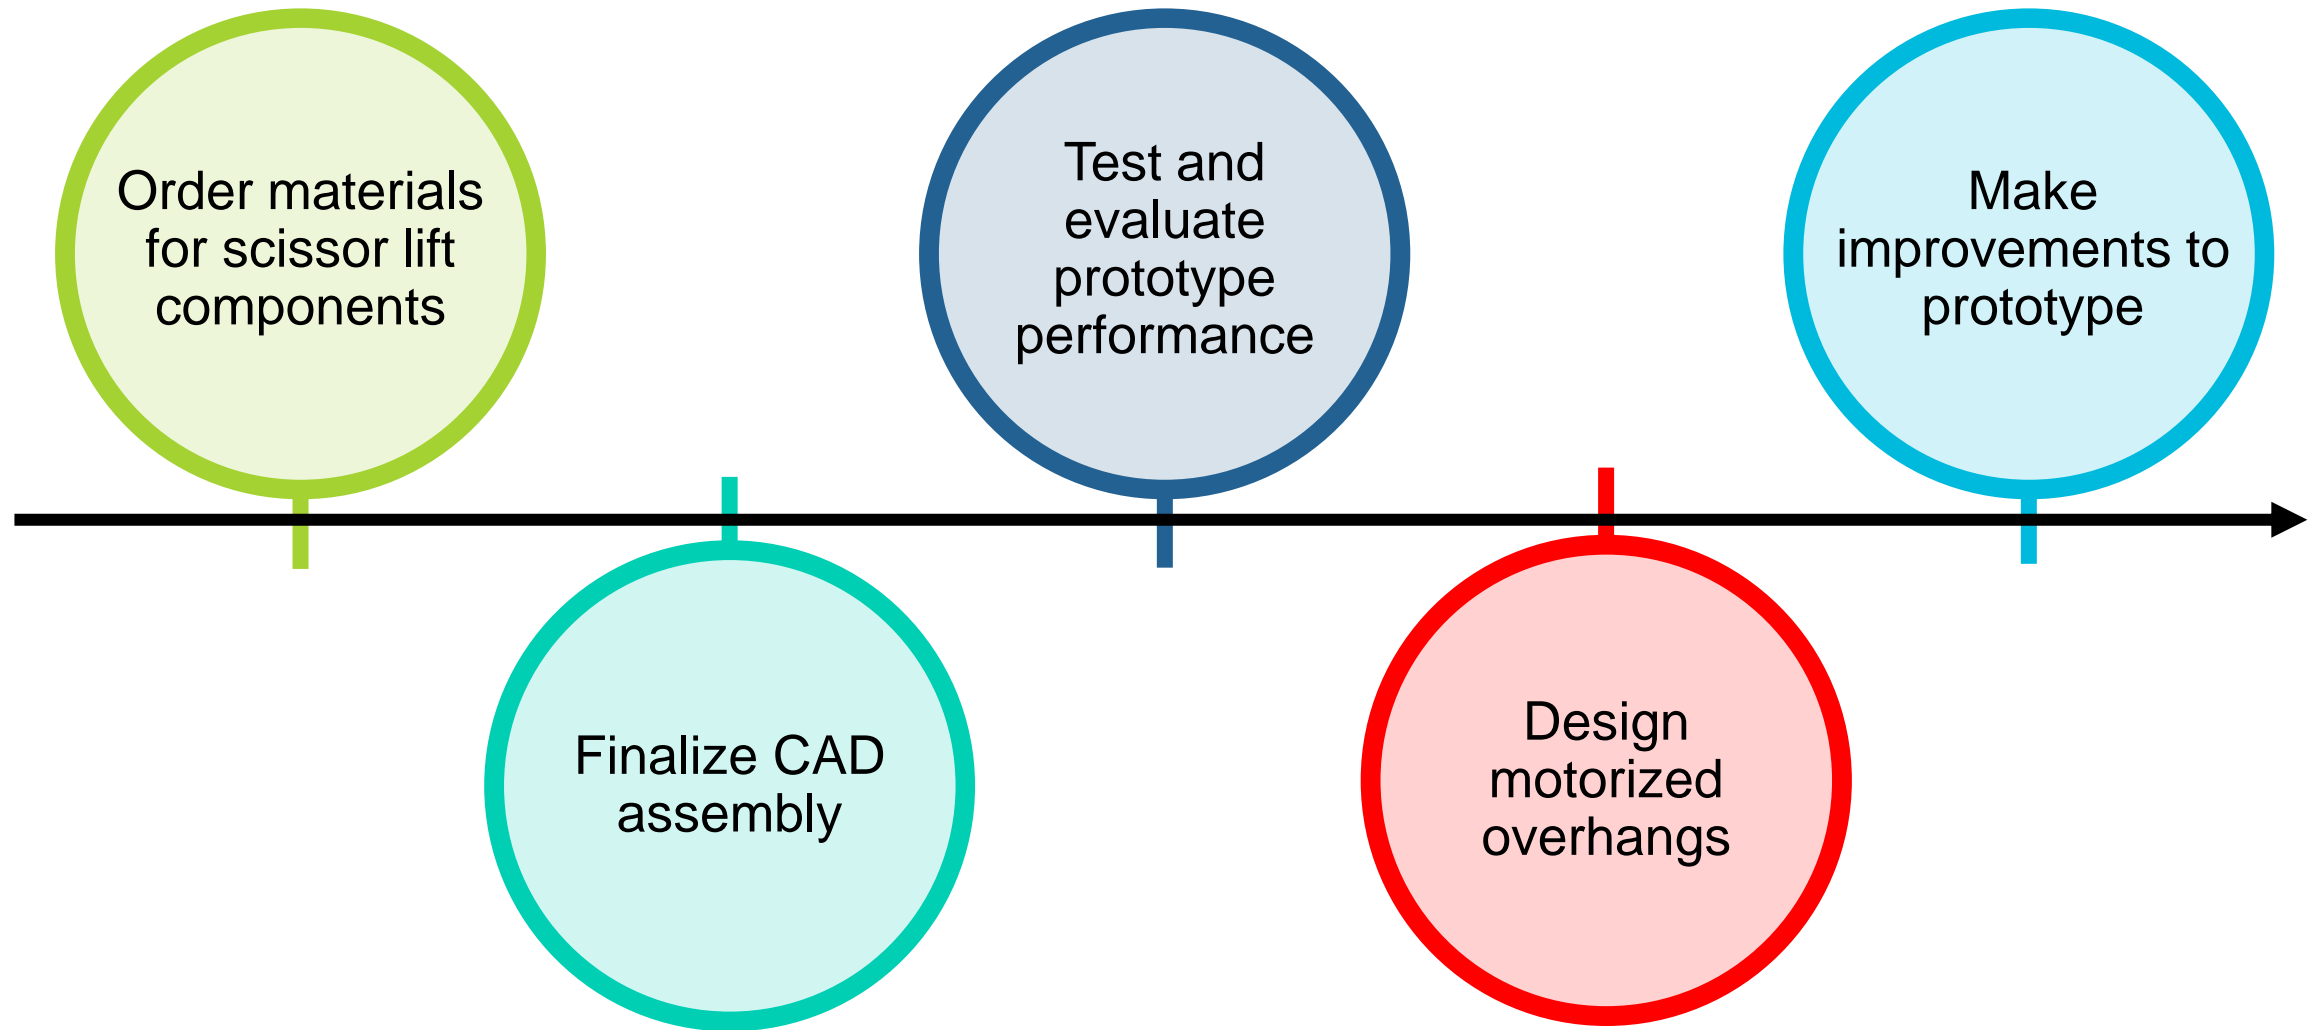 Order materials
for scissor lift
components
Finalize CAD
assembly
Test and
evaluate
prototype
performance
Design
motorized
overhangs
Make
improvements to
prototype